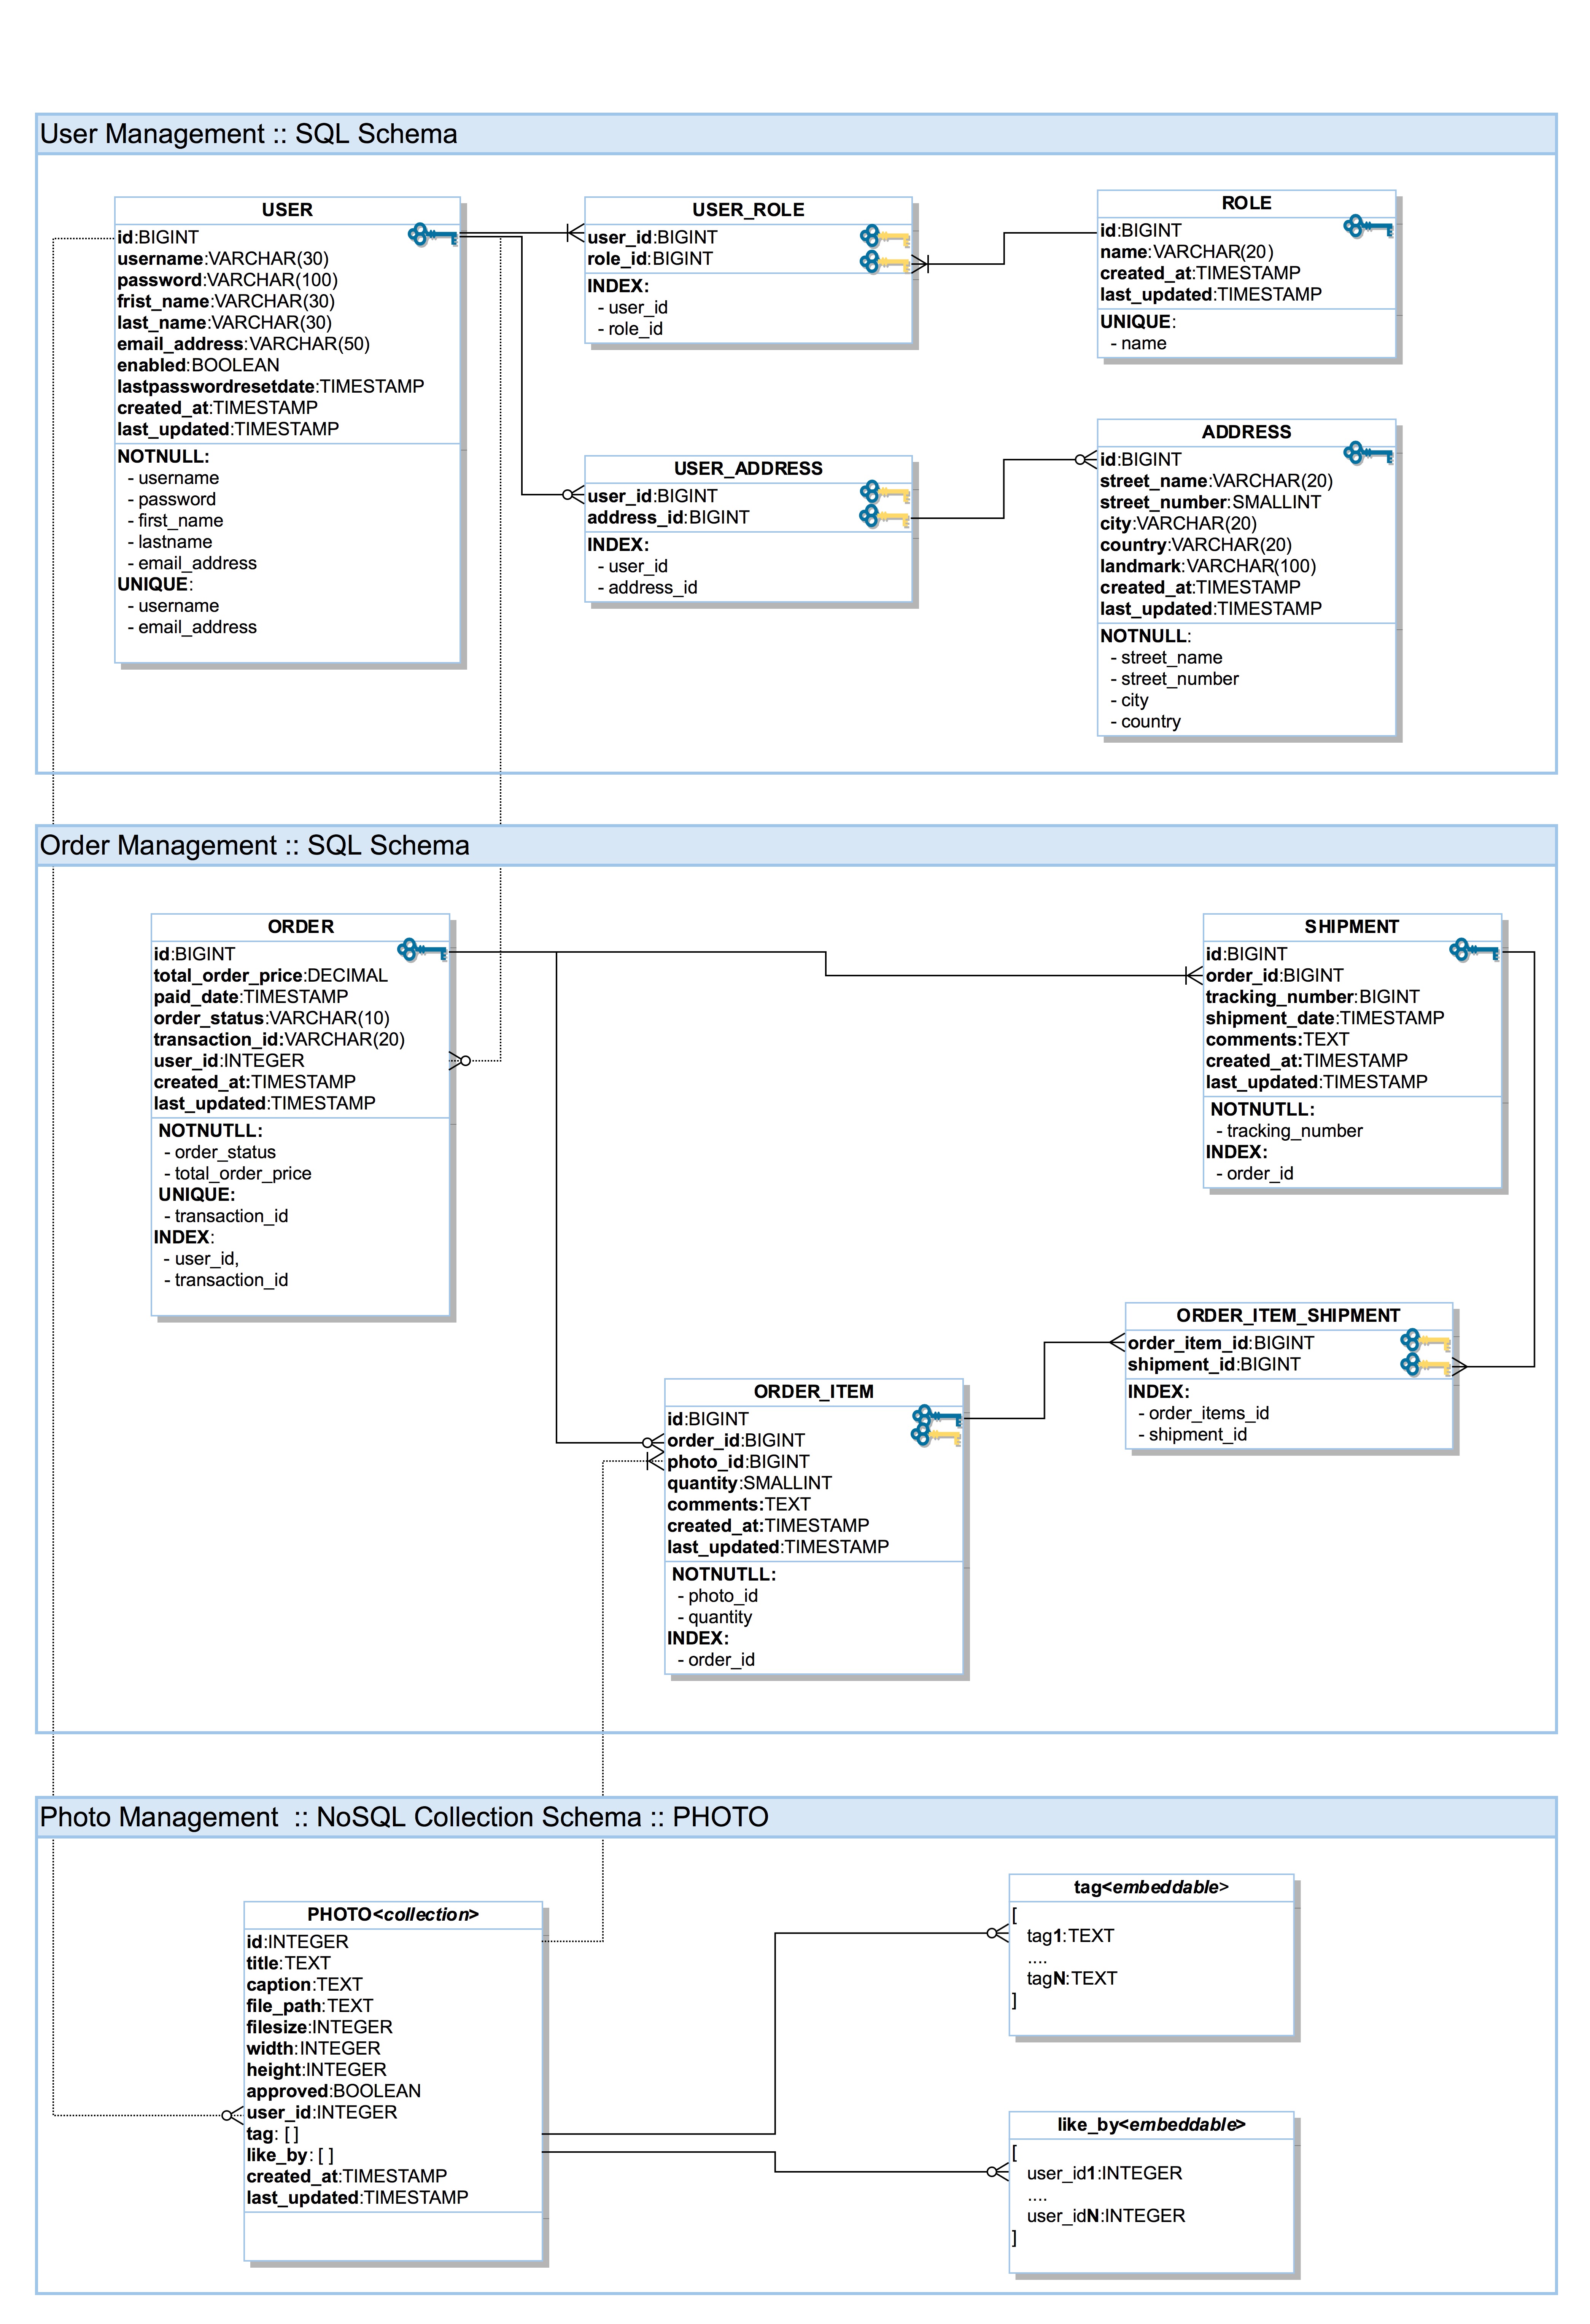 User Management :: SQL Schema
USER
id:BIGINT
username:VARCHAR(30)
password:VARCHAR(100)
frist_name:VARCHAR(30)
last_name:VARCHAR(30)
email_address:VARCHAR(50)
enabled:BOOLEAN
lastpasswordresetdate:TIMESTAMP
created_at:TIMESTAMP
last_updated:TIMESTAMP
NOTNULL:
- username
- password
- first_name
- lastname
- email_address
UNIQUE:
- username
- email_address
USER_ROLE
user_id:BIGINT
role_id:BIGINT
INDEX:
- user_id
- role_id
ROLE
id:BIGINT
name:VARCHAR(20)
created_at:TIMESTAMP
last_updated:TIMESTAMP
UNIQUE:
- name
USER_ADDRESS
user_id:BIGINT
address_id:BIGINT
INDEX:
- user_id
- address_id
ADDRESS
id:BIGINT
street_name:VARCHAR(20)
street_number:SMALLINT
city:VARCHAR(20)
country:VARCHAR(20)
landmark:VARCHAR(100)
created_at:TIMESTAMP
last_updated:TIMESTAMP
NOTNULL:
- street_name
- street_number
- city
- country
Order Management :: SQL Schema
ORDER
id:BIGINT
total_order_price:DECIMAL
paid_date:TIMESTAMP
order_status:VARCHAR(10)
transaction_id:VARCHAR(20)
user_id:INTEGER
created_at:TIMESTAMP
last_updated:TIMESTAMP
NOTNUTLL:
- order_status
- total_order_price
UNIQUE:
- transaction_id
INDEX:
- user_id,
- transaction_id
SHIPMENT
id:BIGINT
order_id:BIGINT
tracking_number:BIGINT
shipment_date:TIMESTAMP
comments:TEXT
created_at:TIMESTAMP
last_updated:TIMESTAMP
NOTNUTLL:
- tracking_number
INDEX:
- order_id
ORDER_ITEM_SHIPMENT
order_item_id:BIGINT
shipment_id:BIGINT
INDEX:
- order_items_id
- shipment_id
ORDER_ITEM
id:BIGINT
order_id:BIGINT
photo_id:BIGINT
quantity:SMALLINT
comments:TEXT
created_at:TIMESTAMP
last_updated:TIMESTAMP
NOTNUTLL:
- photo_id
- quantity
INDEX:
- order_id
Photo Management :: NoSQL Collection Schema :: PHOTO
PHOTO<collection>
id:INTEGER
title:TEXT
caption:TEXT
file_path:TEXT
filesize:INTEGER
width:INTEGER
height:INTEGER
approved:BOOLEAN
user_id:INTEGER
tag: [ ]
like_by: [ ]
created_at:TIMESTAMP
last_updated:TIMESTAMP
tag<embeddable>
[
tag1:TEXT
....
tagN:TEXT
]
like_by<embeddable>
[
user_id1:INTEGER
....
user_idN:INTEGER
]